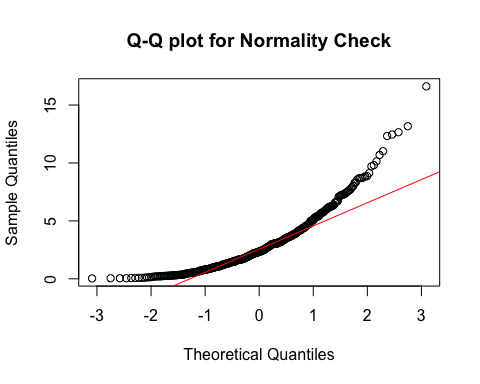 Q-Q plot for Normality Check
Sample Quantiles
15
10
5
0
-3 -2 -1 0 1 2 3
Theoretical Quantiles